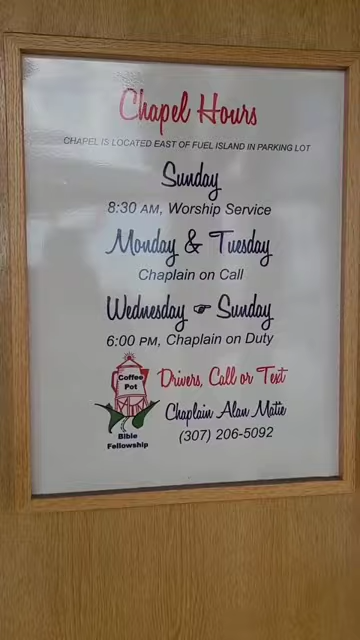 Chapel Hours
CHAPEL IS LOCATED EAST OF FUEL ISLAND IN PARKING LOT
Sunday
8:30 AM, Worship Service
Monday & Tuesday
Chaplain on Call
Wednesday ☞ Sunday
6:00 PM, Chaplain on Duty
Coffee
Pot
Bible
Fellowship
Drivers, Call or Text
Chaplain Alan Matie
(307) 206-5092